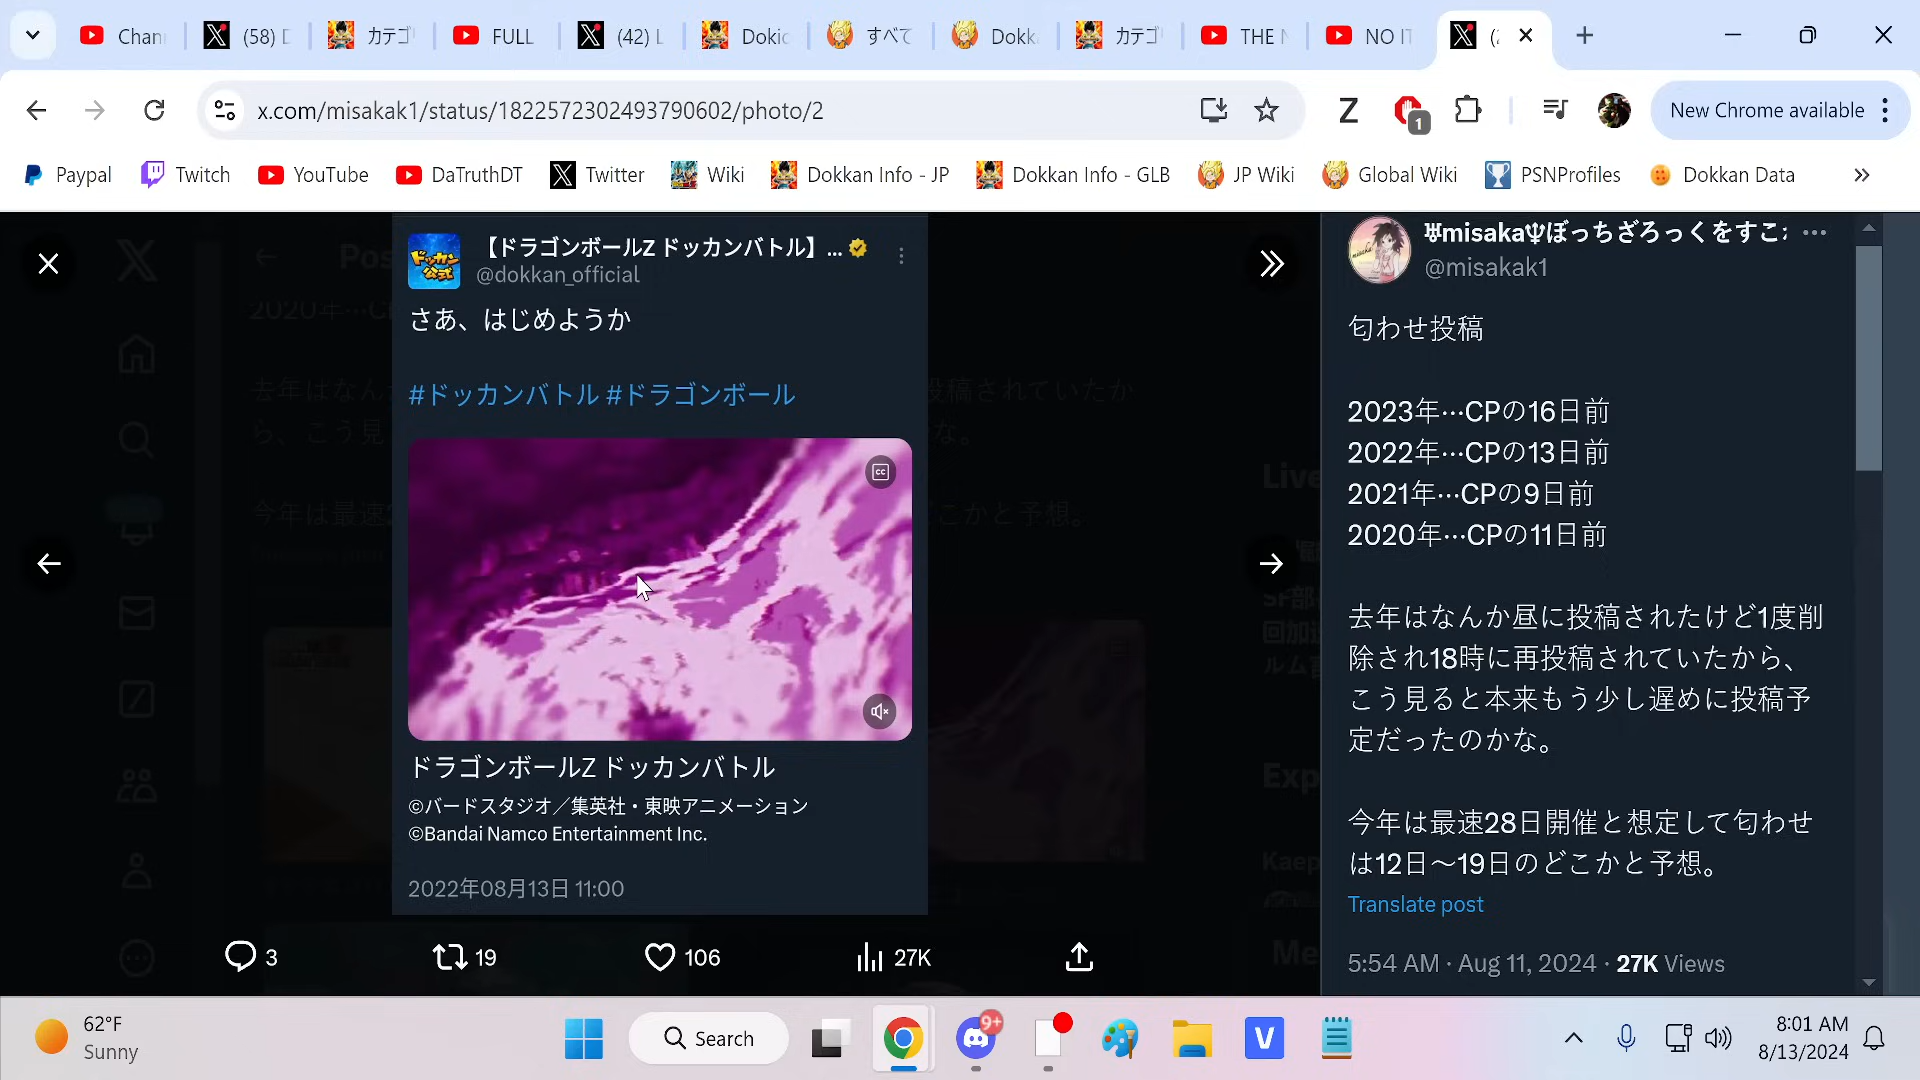 Chan
(58) D
カテゴ
FULL
(42) L
Dokk
すべて
Dokk
カテゴ
THE N
NO IT
x.com/misakak1/status/1822572302493790602/photo/2
1
New Chrome available
Paypal
Twitch
YouTube
DaTruthDT
Twitter
Wiki
Dokkan Info - JP
Dokkan Info - GLB
JP Wiki
Global Wiki
PSNProfiles
Dokkan Data
【ドラゴンボールZ ドッカンバトル】...
@dokkan_official
さあ、はじめようか
#ドッカンバトル #ドラゴンボール
ドラゴンボールZ ドッカンバトル
©バードスタジオ／集英社・東映アニメーション
©Bandai Namco Entertainment Inc.
2022年08月13日 11:00
3
19
106
27K
♅misaka♆ぼっちざろっくをすこ
@misakak1
匂わせ投稿
2023年…CPの16日前
2022年…CPの13日前
2021年…CPの9日前
2020年…CPの11日前
去年はなんか昼に投稿されたけど1度削
除され18時に再投稿されていたから、
こう見ると本来もう少し遅めに投稿予
定だったのかな。
今年は最速28日開催と想定して匂わせ
は12日～19日のどこかと予想。
Translate post
5:54 AM · Aug 11, 2024 · 27K Views
62°F
Sunny
Search
9+
8:01 AM
8/13/2024